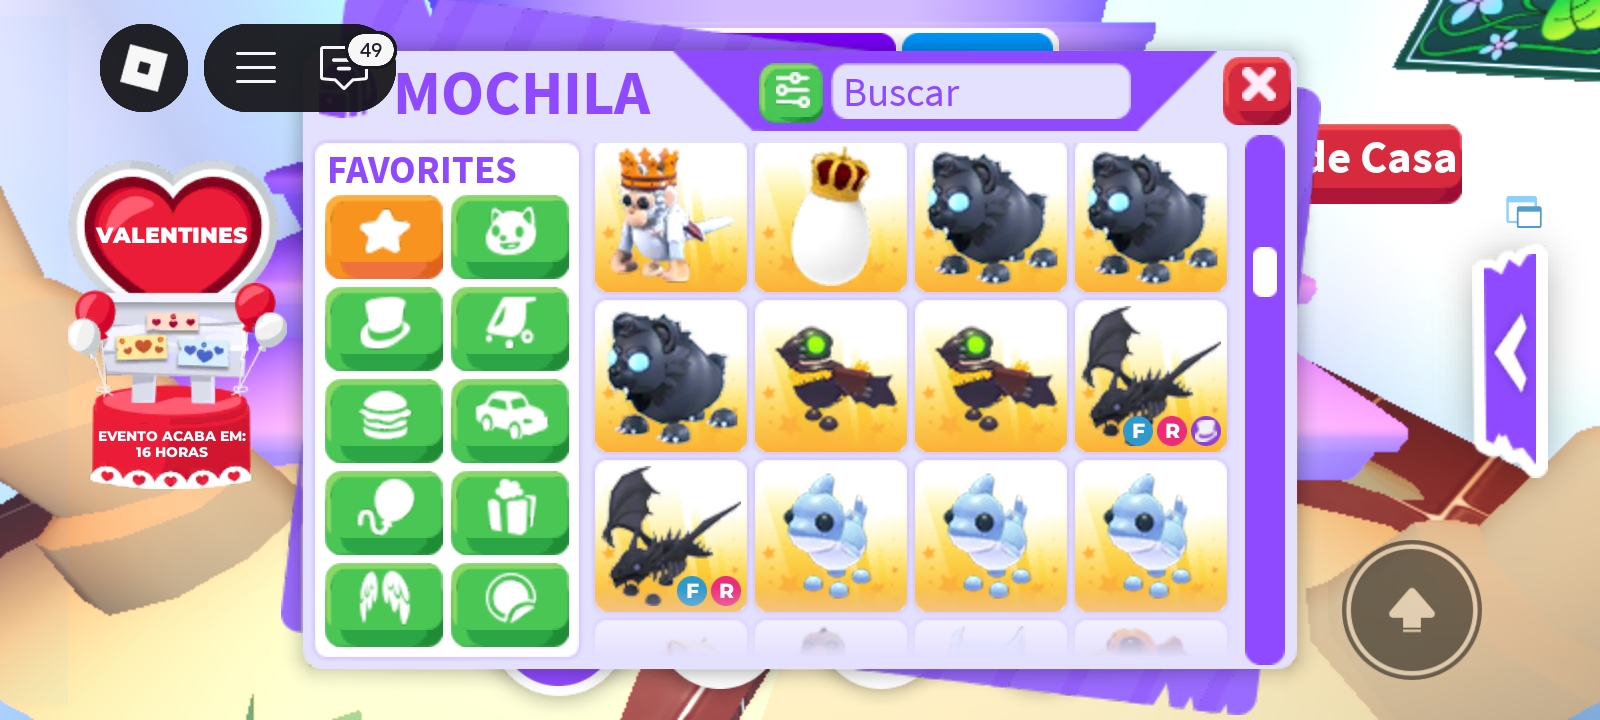 49
MOCHILA
Buscar
FAVORITES
de Casa
VALENTINES
EVENTO ACABA EM:
16 HORAS
F R
F R